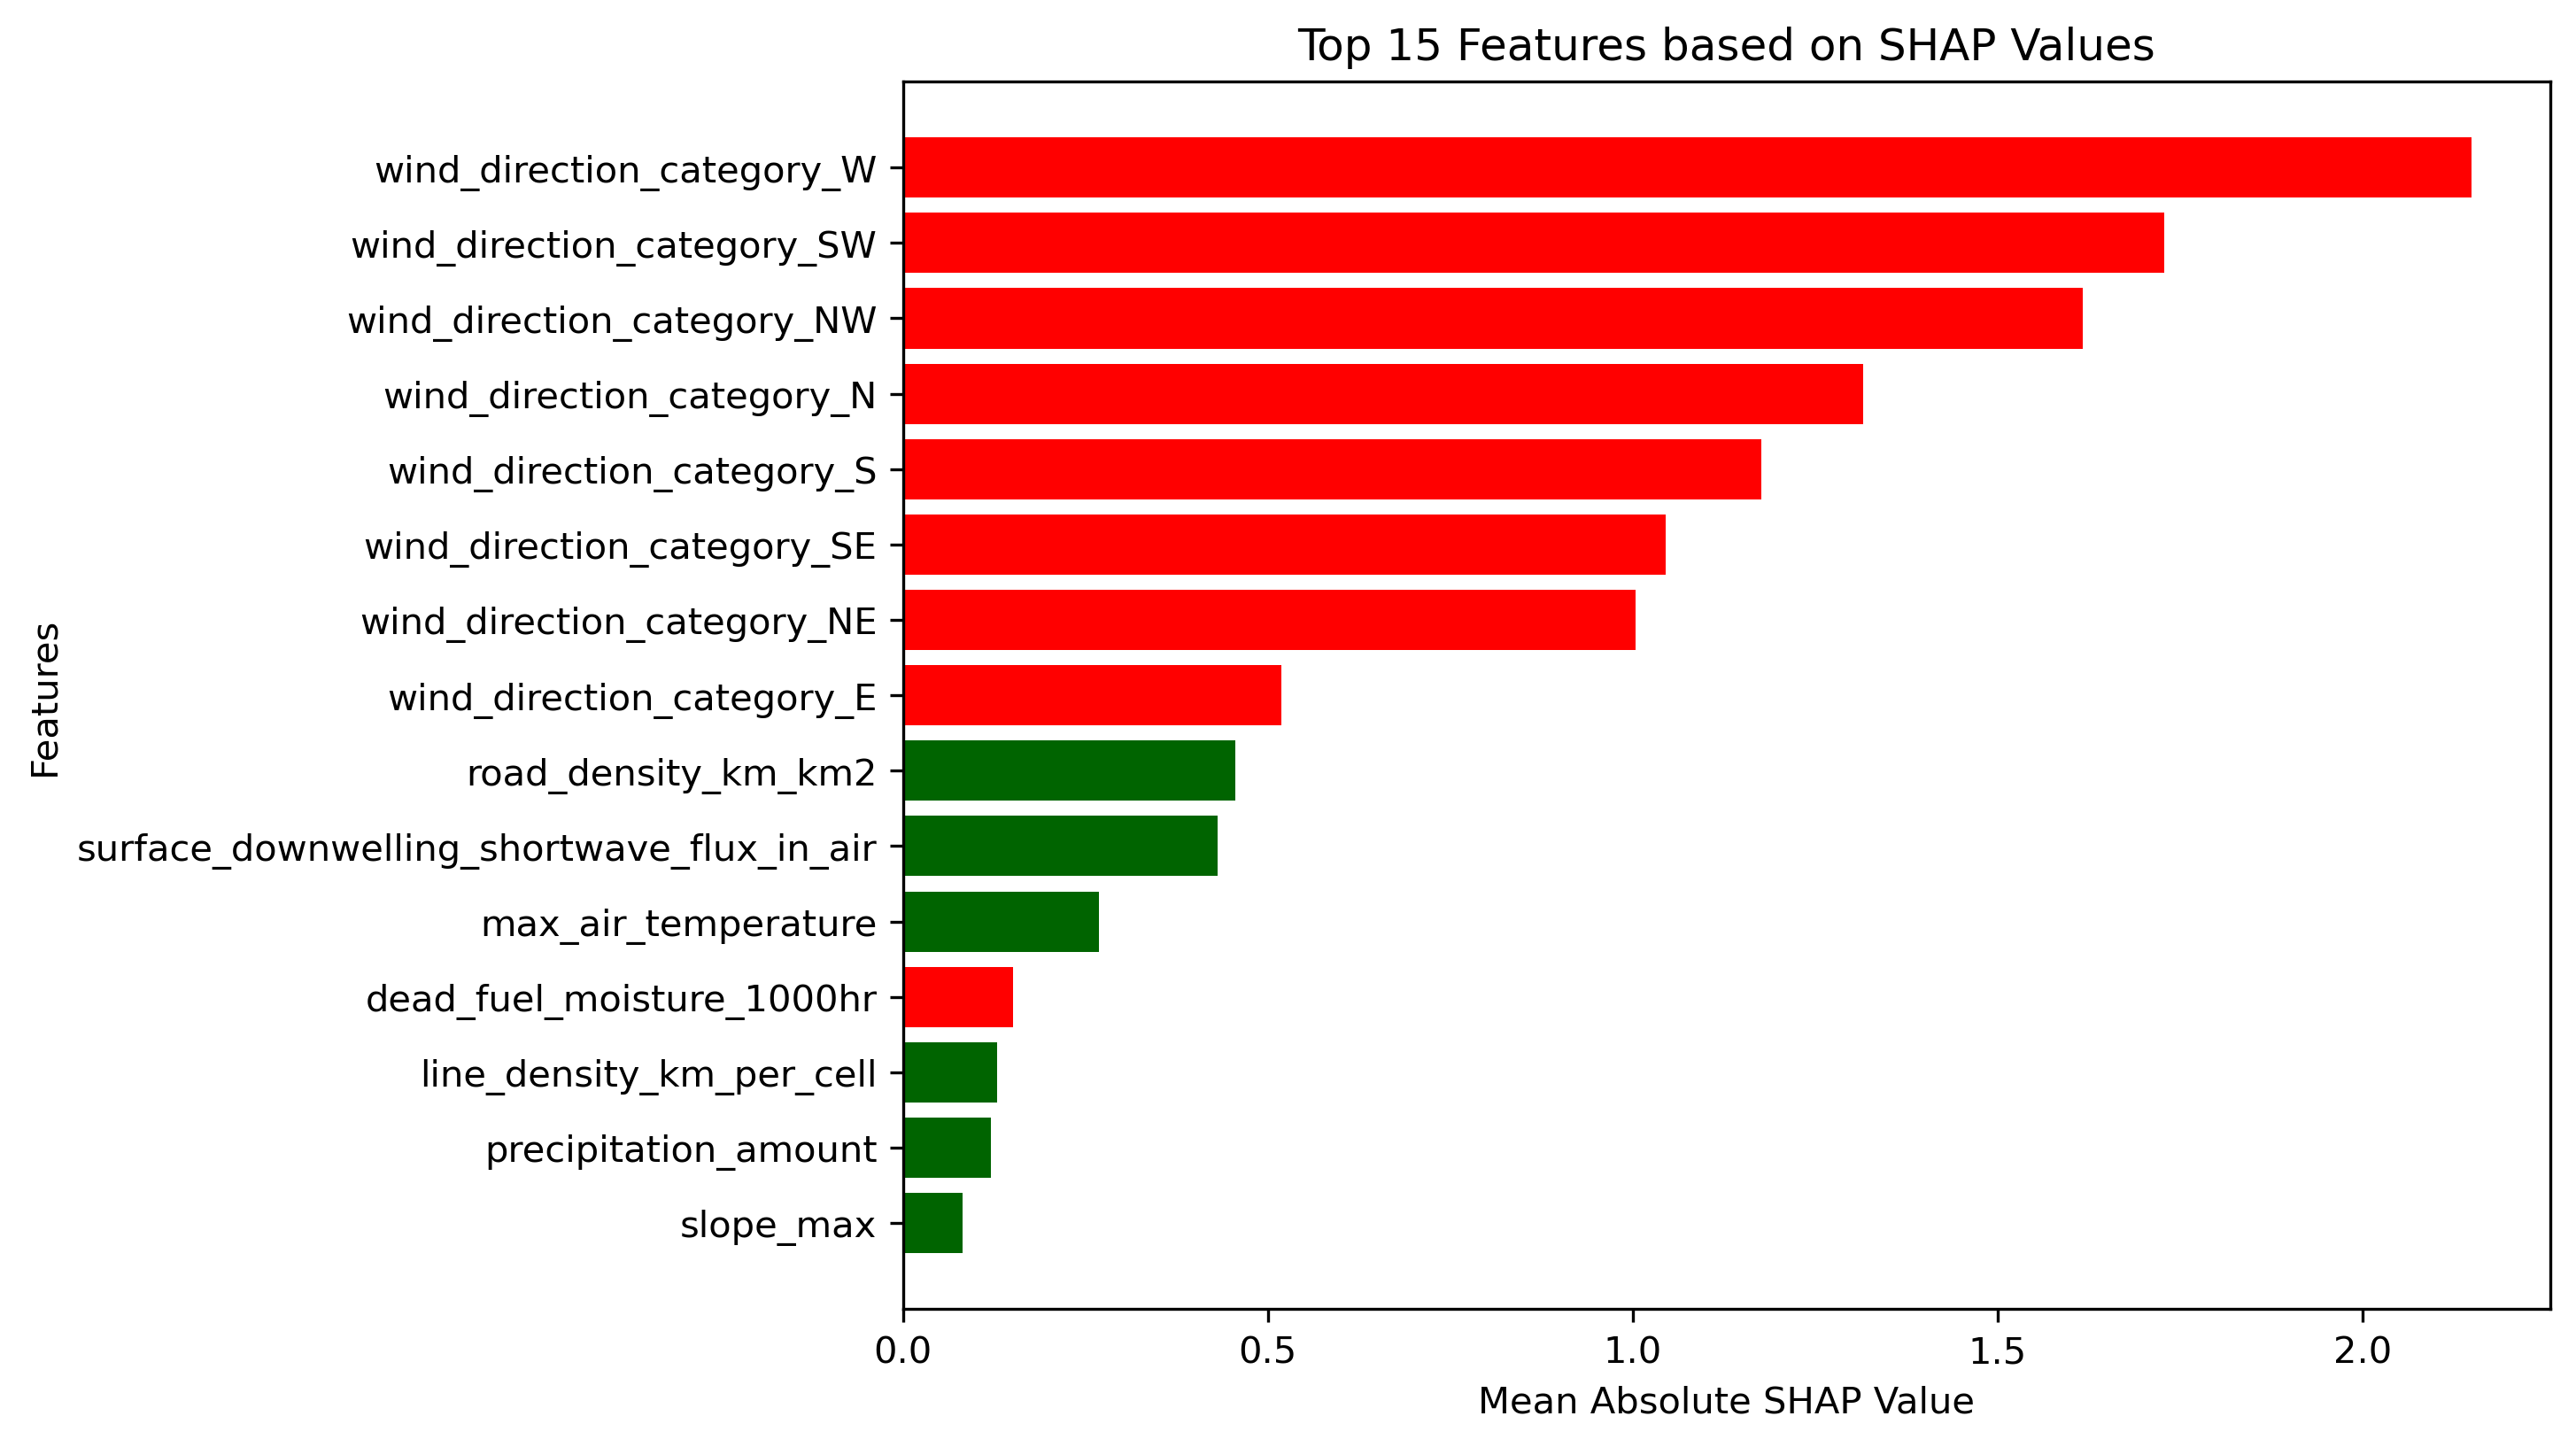 Top 15 Features based on SHAP Values
wind_direction_category_W
wind_direction_category_SW
wind_direction_category_NW
wind_direction_category_N
wind_direction_category_S
wind_direction_category_SE
wind_direction_category_NE
wind_direction_category_E
road_density_km_km2
surface_downwelling_shortwave_flux_in_air
max_air_temperature
dead_fuel_moisture_1000hr
line_density_km_per_cell
precipitation_amount
slope_max
Features
0.0 0.5 1.0 1.5 2.0
Mean Absolute SHAP Value